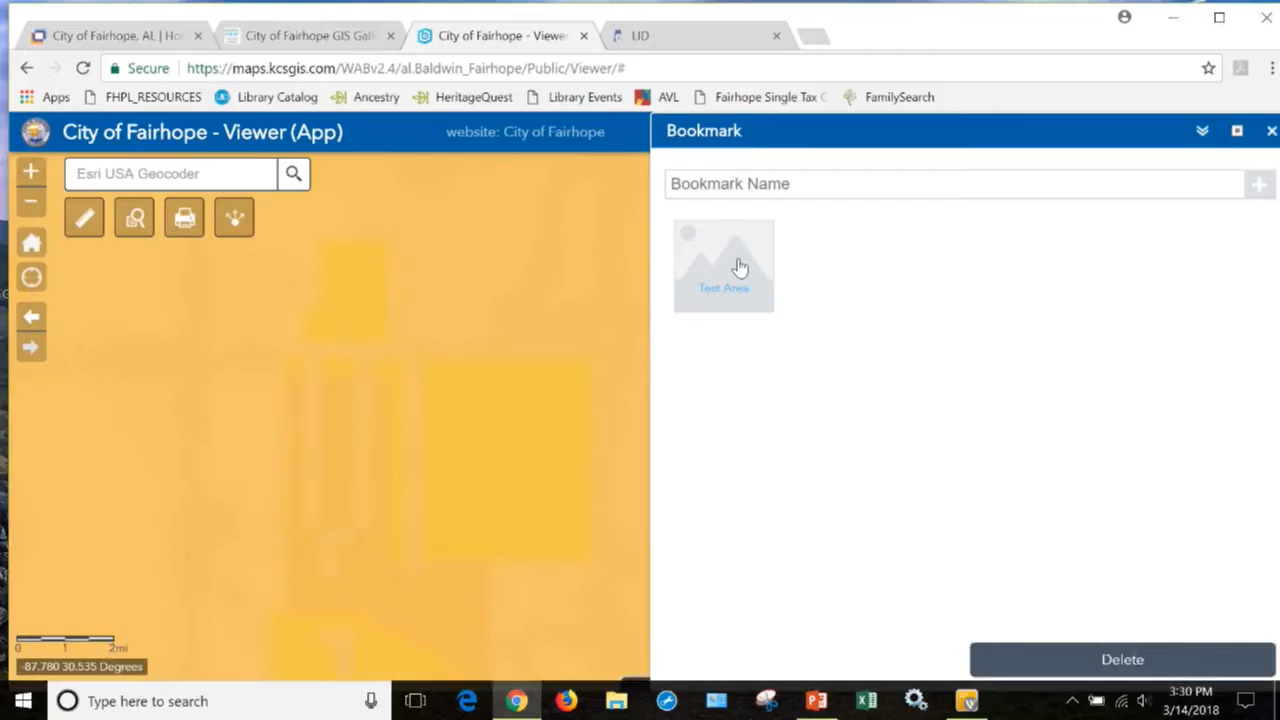 City of Fairhope, AL | Ho
City of Fairhope GIS Gall
City of Fairhope - Viewer
LID
Secure
https://maps.kcsgis.com/WABv2.4/al.Baldwin_Fairhope/Public/Viewer/#
Apps
FHPL_RESOURCES
Library Catalog
Ancestry
HeritageQuest
Library Events
AVL
Fairhope Single Tax C
FamilySearch
City of Fairhope - Viewer (App)
website: City of Fairhope
Bookmark
Esri USA Geocoder
Bookmark Name
Test Area
0 1 2mi
-87.780 30.535 Degrees
Delete
Type here to search
3:30 PM
3/14/2018